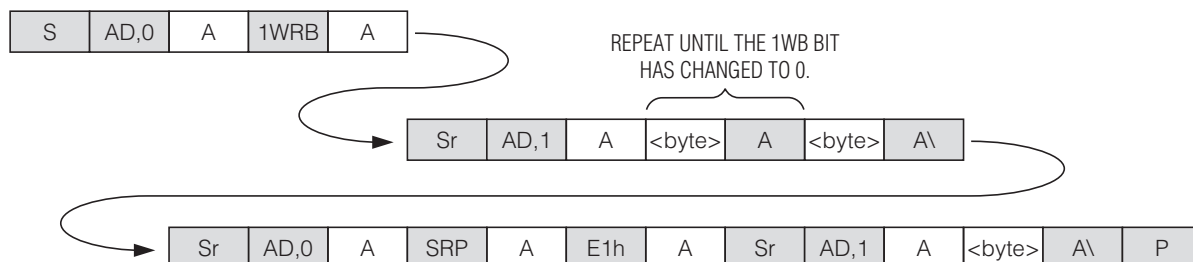 S AD,0 A 1WRB A
REPEAT UNTIL THE 1WB BIT
HAS CHANGED TO 0.
Sr AD,1 A <byte> A <byte> A\
Sr AD,0 A SRP A E1h A Sr AD,1 A <byte> A\ P